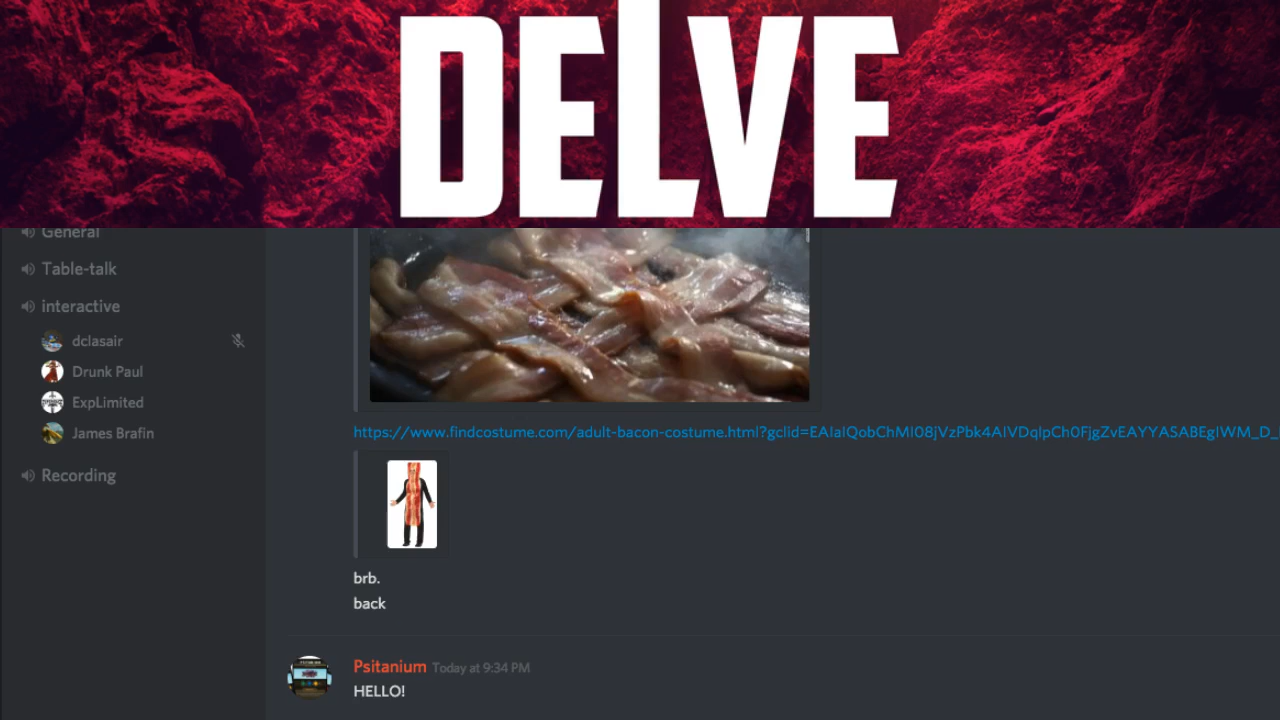 DELVE
General
Table-talk
interactive
dclasair
Drunk Paul
ExpLimited
James Brafin
Recording
https://www.findcostume.com/adult-bacon-costume.html?gclid=EAIaIQobChMI08jVzPbk4AIVDqlpCh0FjgZvEAYYASABEgIWM_D_
brb.
back
Psitanium Today at 9:34 PM
HELLO!